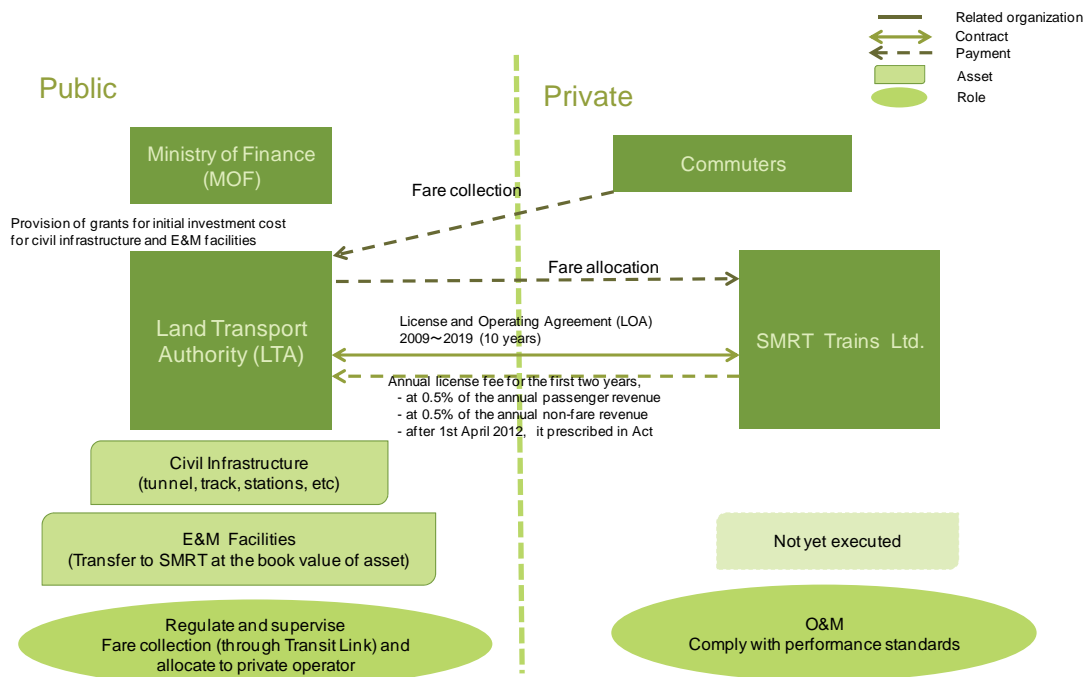 Related organization
Contract
Payment
Asset
Role
Public
Private
Ministry of Finance
(MOF)
Commuters
Fare collection
Provision of grants for initial investment cost
for civil infrastructure and E&M facilities
Fare allocation
Land Transport
Authority (LTA)
License and Operating Agreement (LOA)
2009～2019 (10 years)
SMRT Trains Ltd.
Annual license fee for the first two years,
- at 0.5% of the annual passenger revenue
- at 0.5% of the annual non-fare revenue
- after 1st April 2012, it prescribed in Act
Civil Infrastructure
(tunnel, track, stations, etc)
E&M Facilities
(Transfer to SMRT at the book value of asset)
Not yet executed
Regulate and supervise
Fare collection (through Transit Link) and
allocate to private operator
O&M
Comply with performance standards